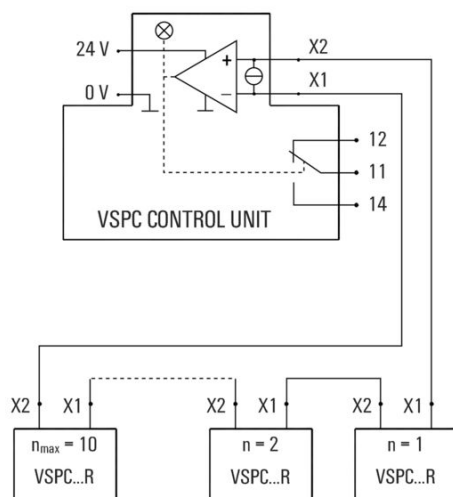 24 V
X2
+
0 V
–
X1
12
11
14
VSPC CONTROL UNIT
X2 X1 X2 X1 X2 X1
nmax = 10 n = 2 n = 1
VSPC...R VSPC...R VSPC...R